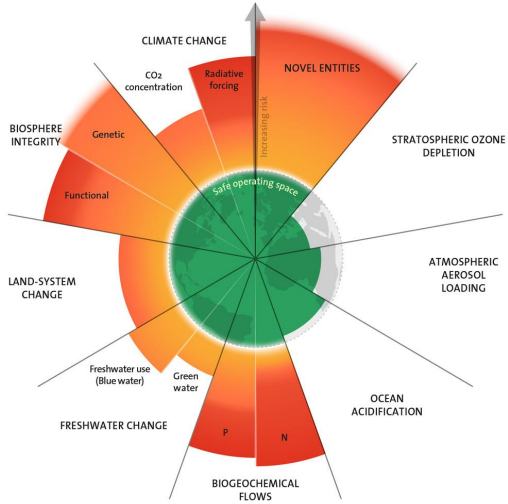 CLIMATE CHANGE
CO2
concentration
Radiative
forcing
NOVEL ENTITIES
Increasing risk
STRATOSPHERIC OZONE
DEPLETION
BIOSPHERE
INTEGRITY
Genetic
Functional
Safe operating space
ATMOSPHERIC
AEROSOL
LOADING
LAND-SYSTEM
CHANGE
Freshwater use
(Blue water)
Green
water
FRESHWATER CHANGE
P
N
OCEAN
ACIDIFICATION
BIOGEOCHEMICAL
FLOWS